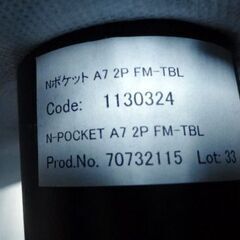 Nポケット A7 2P FM-TBL
Code: 1130324
N-POCKET A7 2P FM-TBL
Prod.No. 70732115 Lot: 33